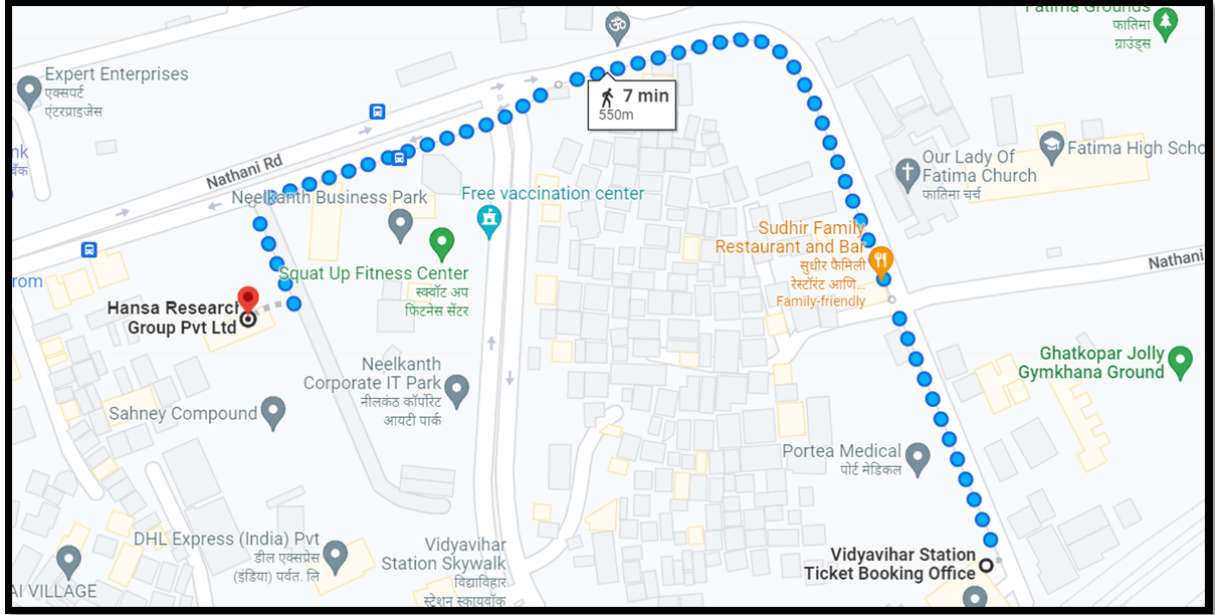 Fatima Grounds
फातिमा
ग्राउंड्स
Expert Enterprises
एक्सपर्ट
एंटरप्राइजेस
7 min
550m
nk
बँक
Nathani Rd
Our Lady Of
Fatima Church
फातिमा चर्च
Fatima High Scho
Neelkanth Business Park
Free vaccination center
Sudhir Family
Restaurant and Bar
सुधीर फॅमिली
रेस्टॉरंट आणि...
Family-friendly
Nathani
rom
Squat Up Fitness Center
स्क्वॉट अप
फिटनेस सेंटर
Hansa Research
Group Pvt Ltd
Neelkanth
Corporate IT Park
नीलकंठ कॉर्पोरेट
आयटी पार्क
Ghatkopar Jolly
Gymkhana Ground
Sahney Compound
Portea Medical
पोर्ट मेडिकल
DHL Express (India) Pvt
डील एक्सप्रेस
(इंडिया) पर्वत. लि
Vidyavihar
Station Skywalk
विद्याविहार
स्टेशन स्कायवॉक
Vidyavihar Station
Ticket Booking Office
AI VILLAGE